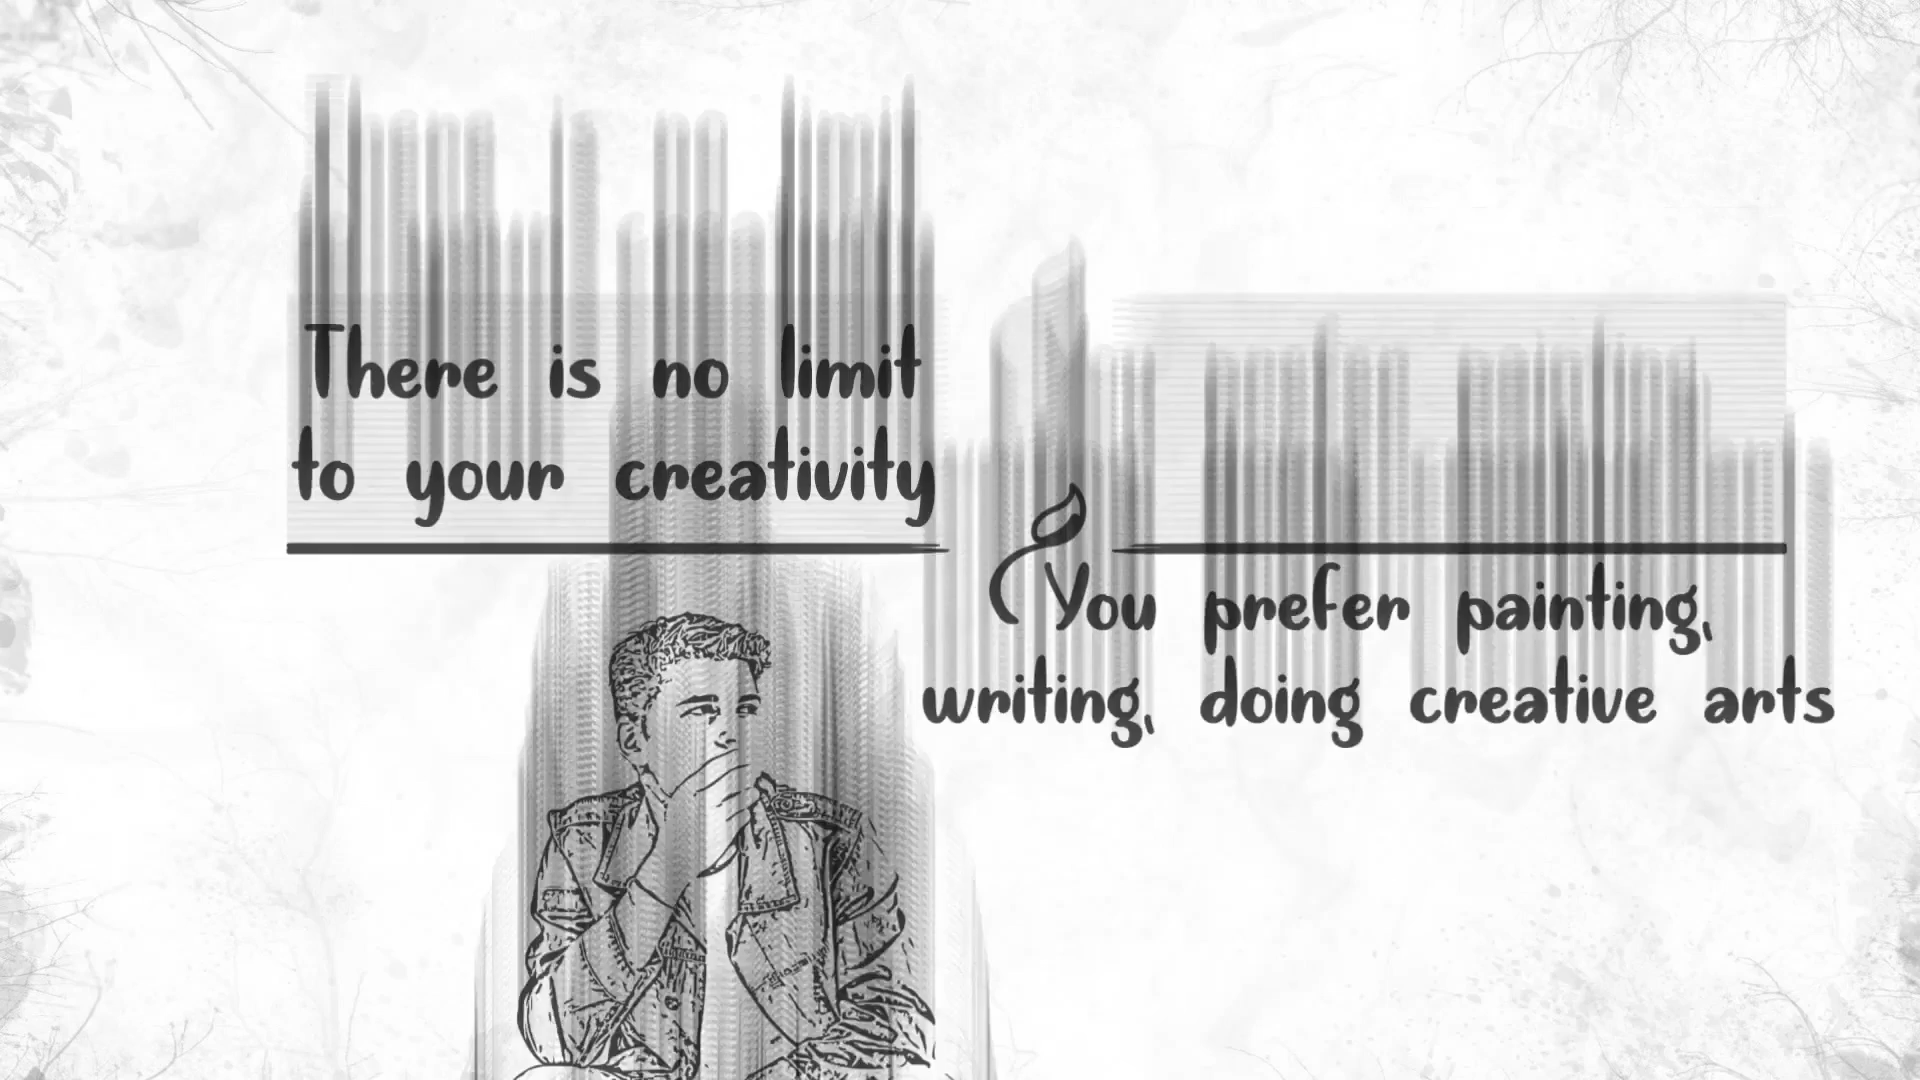 There is no limit
to your creativity
You prefer painting,
writing, doing creative arts